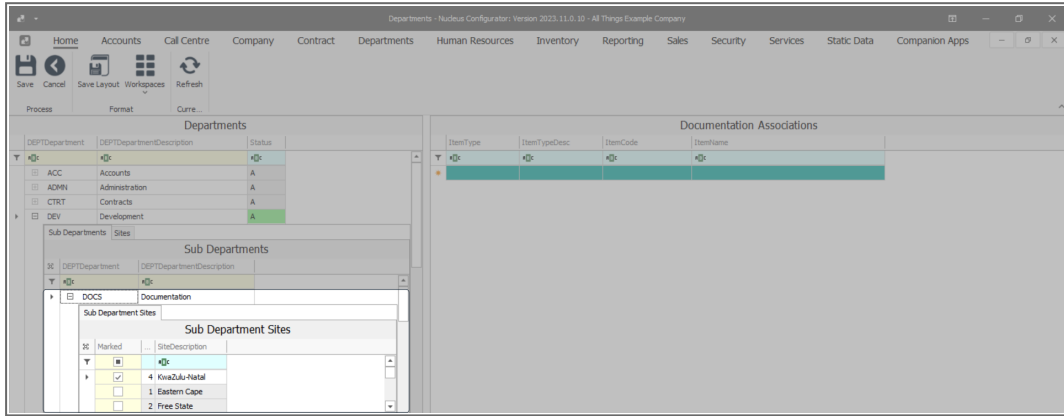 Departments - Nucleus Configurator: Version 2023.11.0.10 - All Things Example Company
Home Accounts Call Centre Company Contract Departments Human Resources Inventory Reporting Sales Security Services Static Data Companion Apps
Save Cancel Save Layout Workspaces Refresh
Process Format Curre...
Departments
Documentation Associations
DEPTDepartment DEPTDepartmentDescription Status
ItemType ItemTypeDesc ItemCode ItemName
ACC Accounts A
ADMN Administration A
CTRT Contracts A
DEV Development A
Sub Departments Sites
Sub Departments
DEPTDepartment DEPTDepartmentDescription
DOCS Documentation
Sub Department Sites
Sub Department Sites
Marked ... SiteDescription
4 KwaZulu-Natal
1 Eastern Cape
2 Free State